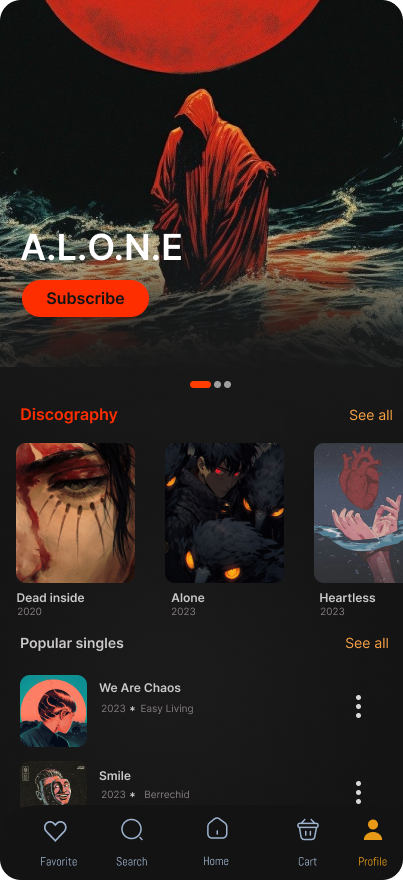 A.L.O.N.E
Subscribe
Discography
See all
Dead inside
2020
Alone
2023
Heartless
2023
Popular singles
See all
We Are Chaos
2023 * Easy Living
Smile
2023 * Berrechid
Favorite
Search
Home
Cart
Profile